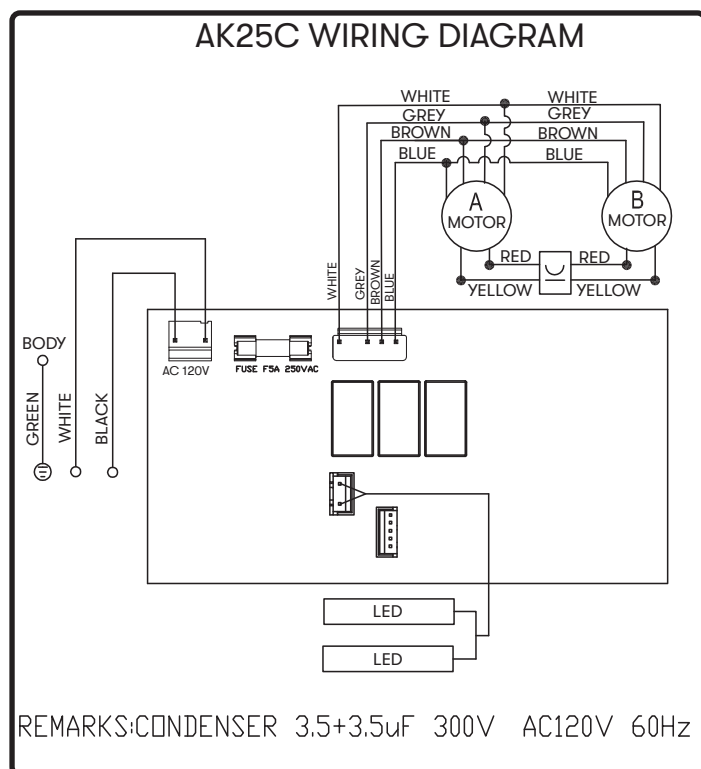 AK25C WIRING DIAGRAM
WHITE WHITE
GREY GREY
BROWN BROWN
BLUE BLUE
A
MOTOR
B
MOTOR
RED RED
YELLOW YELLOW
WHITE
GREY
BROWN
BLUE
BODY
GREEN
WHITE
BLACK
AC 120V
FUSE F5A 250VAC
LED
LED
REMARKS:CONDENSER 3.5+3.5uF 300V AC120V 60Hz